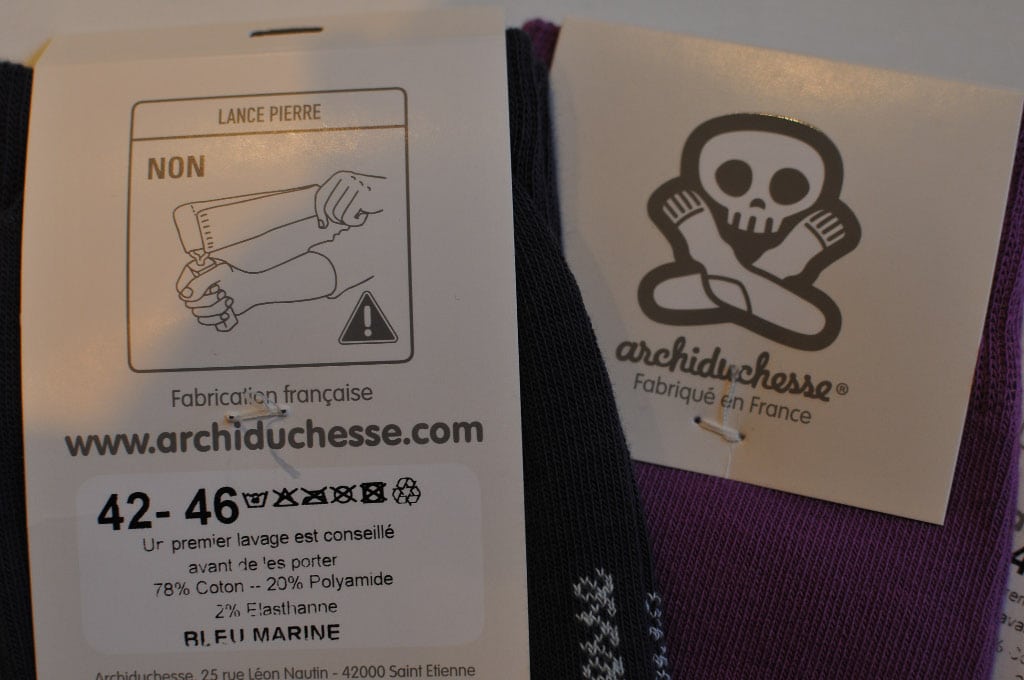 LANCE PIERRE
NON
Fabrication française
www.archiduchesse.com
42- 46
Un premier lavage est conseillé
avant de les porter
78% Coton -- 20% Polyamide
2% Elasthanne
BLEU MARINE
Archiduchesse, 25 rue Léon Nautin - 42000 Saint Etienne
archiduchesse®
Fabriqué en France